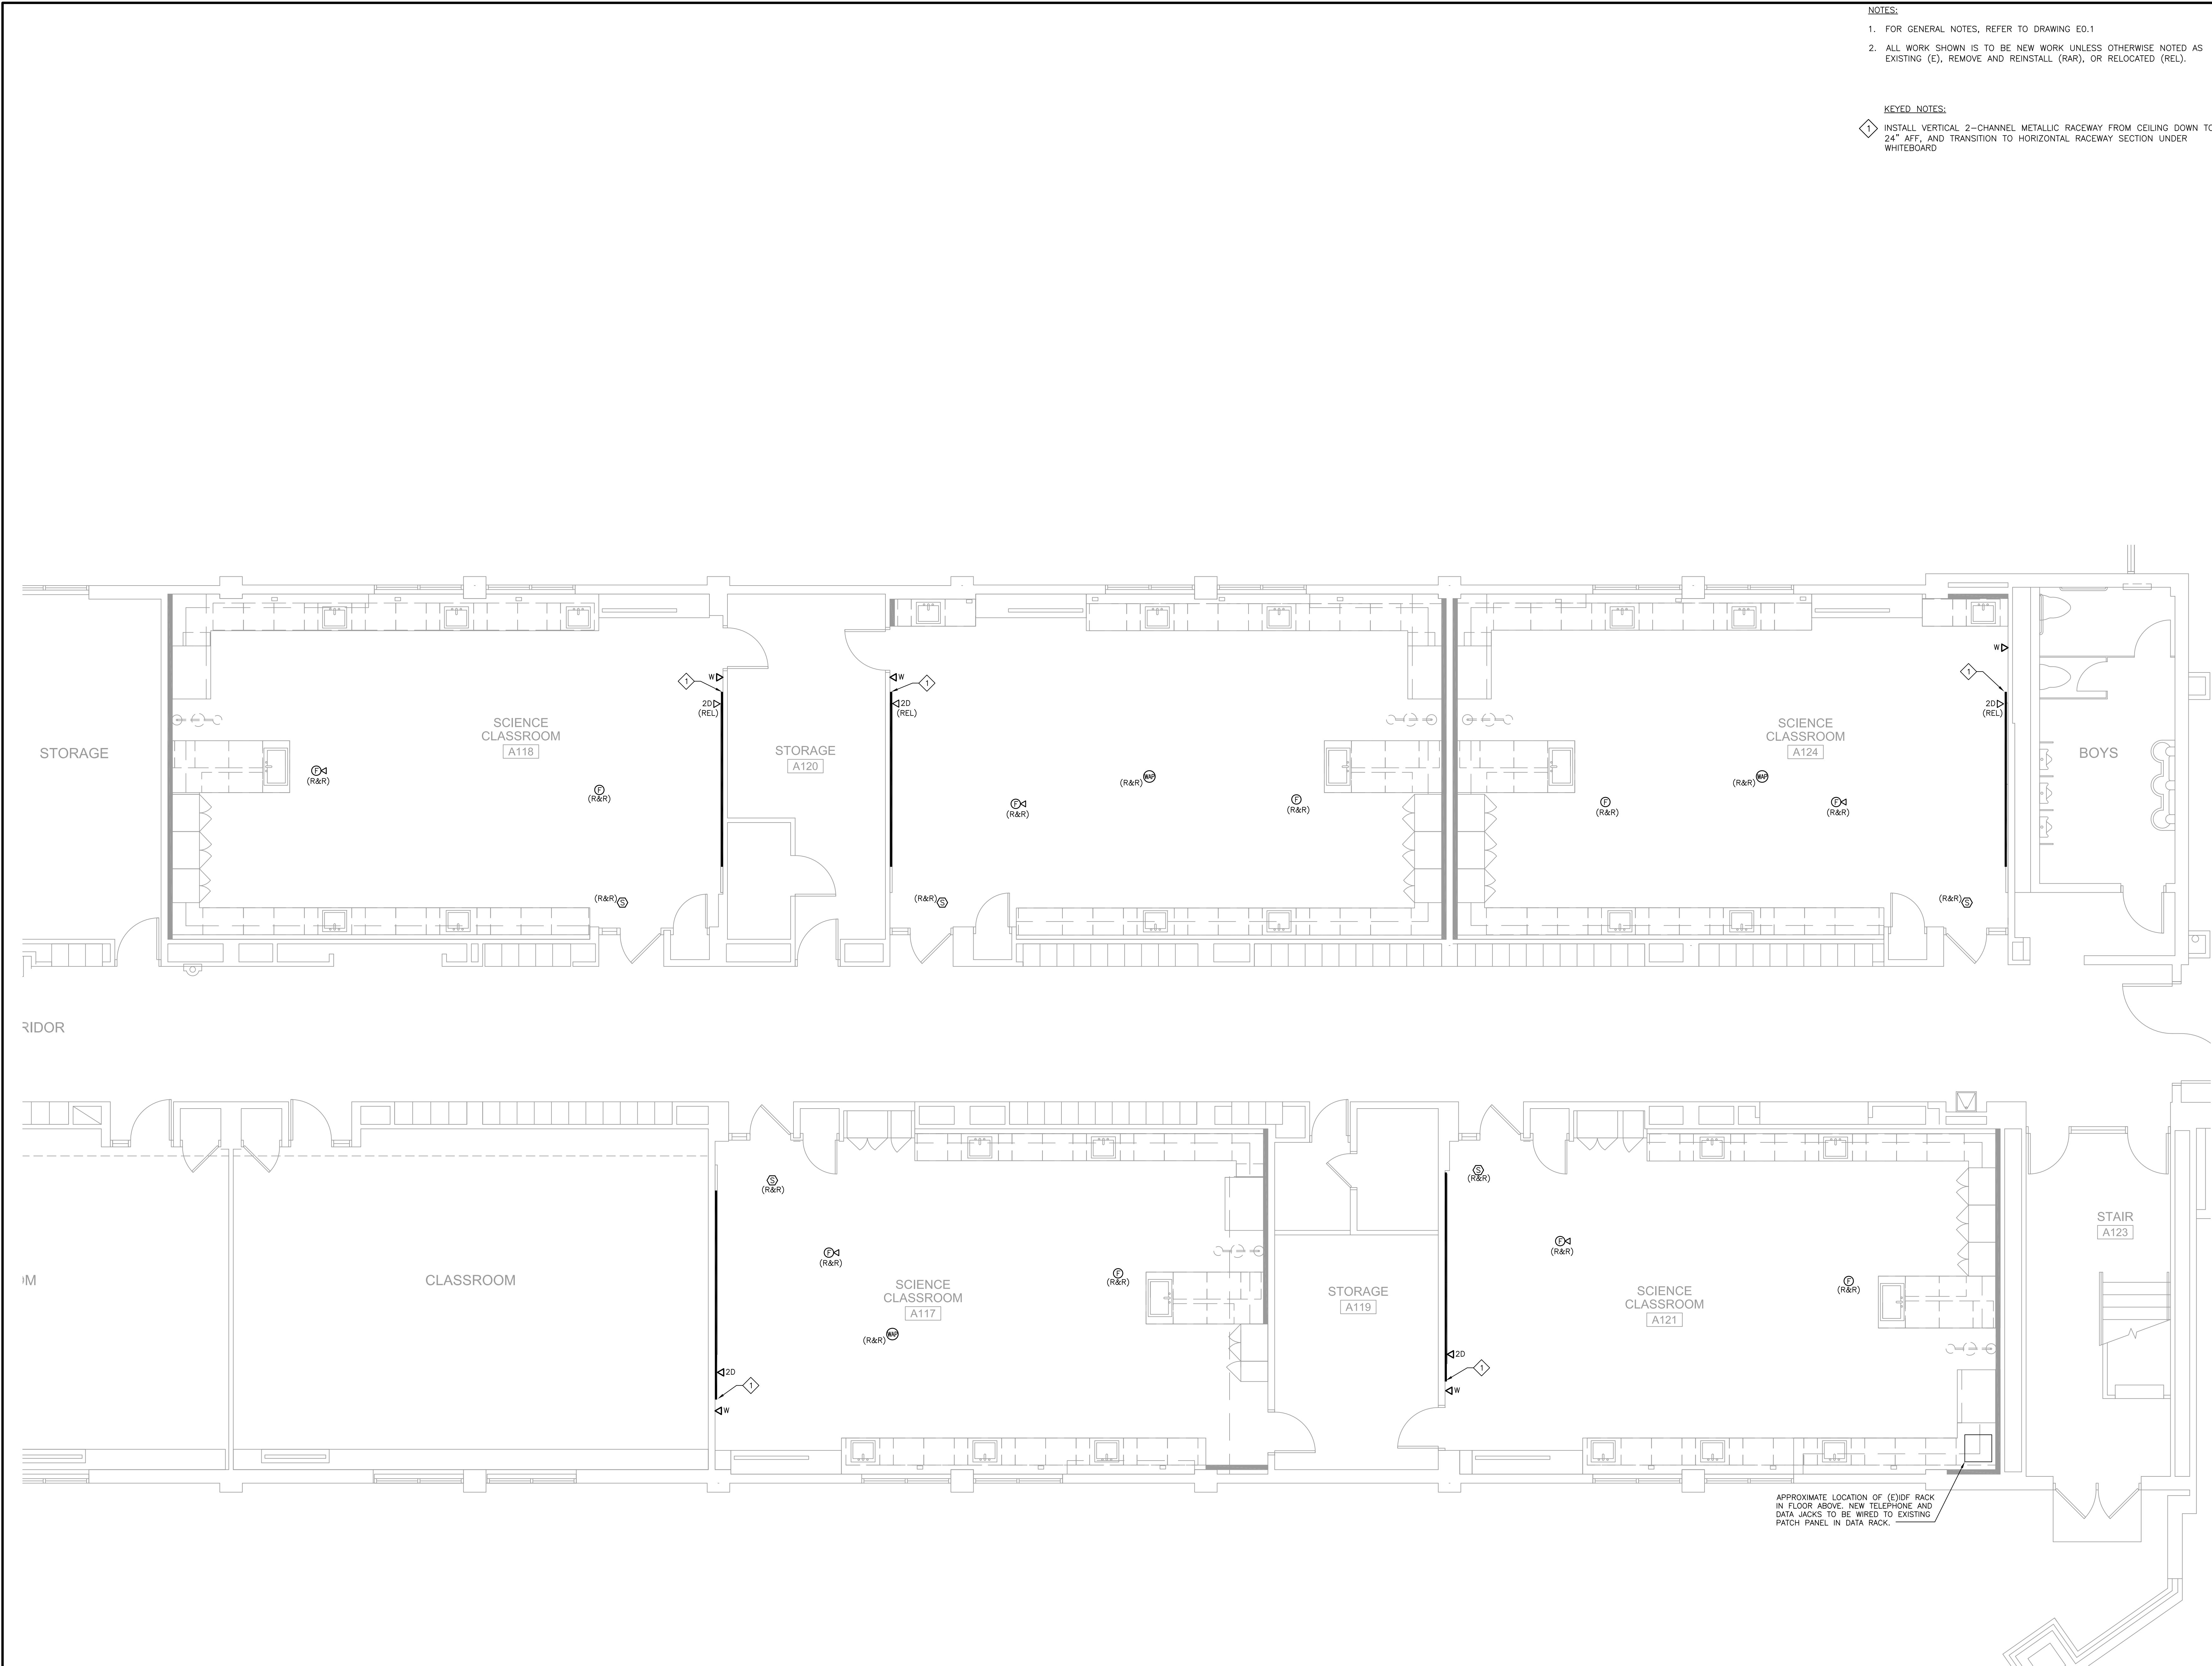 NOTES:
1. FOR GENERAL NOTES, REFER TO DRAWING E0.1
2. ALL WORK SHOWN IS TO BE NEW WORK UNLESS OTHERWISE NOTED AS
EXISTING (E), REMOVE AND REINSTALL (RAR), OR RELOCATED (REL).
KEYED NOTES:
1 INSTALL VERTICAL 2-CHANNEL METALLIC RACEWAY FROM CEILING DOWN TO
24" AFF, AND TRANSITION TO HORIZONTAL RACEWAY SECTION UNDER
WHITEBOARD
STORAGE
SCIENCE
CLASSROOM
A118
F
(R&R)
F
(R&R)
(R&R) S
1
W
2D
(REL)
STORAGE
A120
W
1
2D
(REL)
F
(R&R)
(R&R) WAP
F
(R&R)
(R&R) S
SCIENCE
CLASSROOM
A124
F
(R&R)
(R&R) WAP
F
(R&R)
W
1
2D
(REL)
(R&R) S
BOYS
RIDOR
CLASSROOM
S
(R&R)
F
(R&R)
F
(R&R)
SCIENCE
CLASSROOM
A117
(R&R) WAP
2D
1
W
STORAGE
A119
S
(R&R)
F
(R&R)
F
(R&R)
SCIENCE
CLASSROOM
A121
2D
1
W
STAIR
A123
APPROXIMATE LOCATION OF (E)IDF RACK
IN FLOOR ABOVE. NEW TELEPHONE AND
DATA JACKS TO BE WIRED TO EXISTING
PATCH PANEL IN DATA RACK.